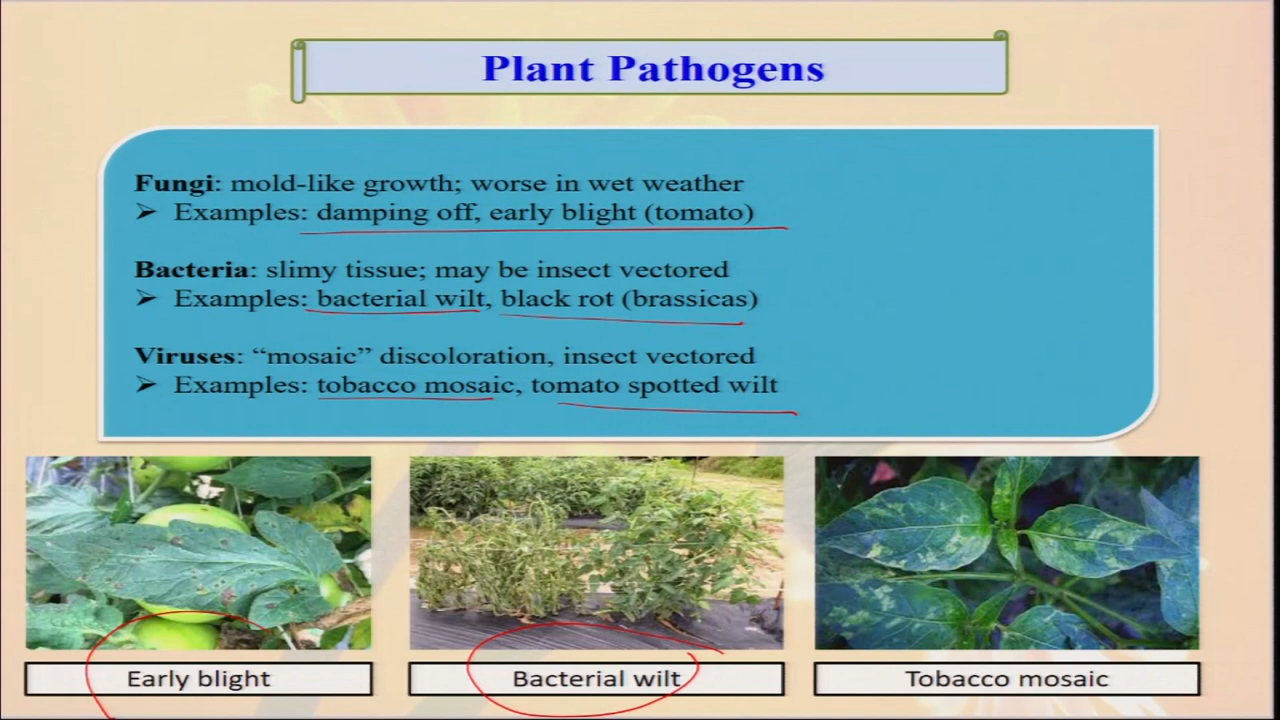 Plant Pathogens
Fungi: mold-like growth; worse in wet weather
➢ Examples: damping off, early blight (tomato)
Bacteria: slimy tissue; may be insect vectored
➢ Examples: bacterial wilt, black rot (brassicas)
Viruses: “mosaic” discoloration, insect vectored
➢ Examples: tobacco mosaic, tomato spotted wilt
Early blight
Bacterial wilt
Tobacco mosaic